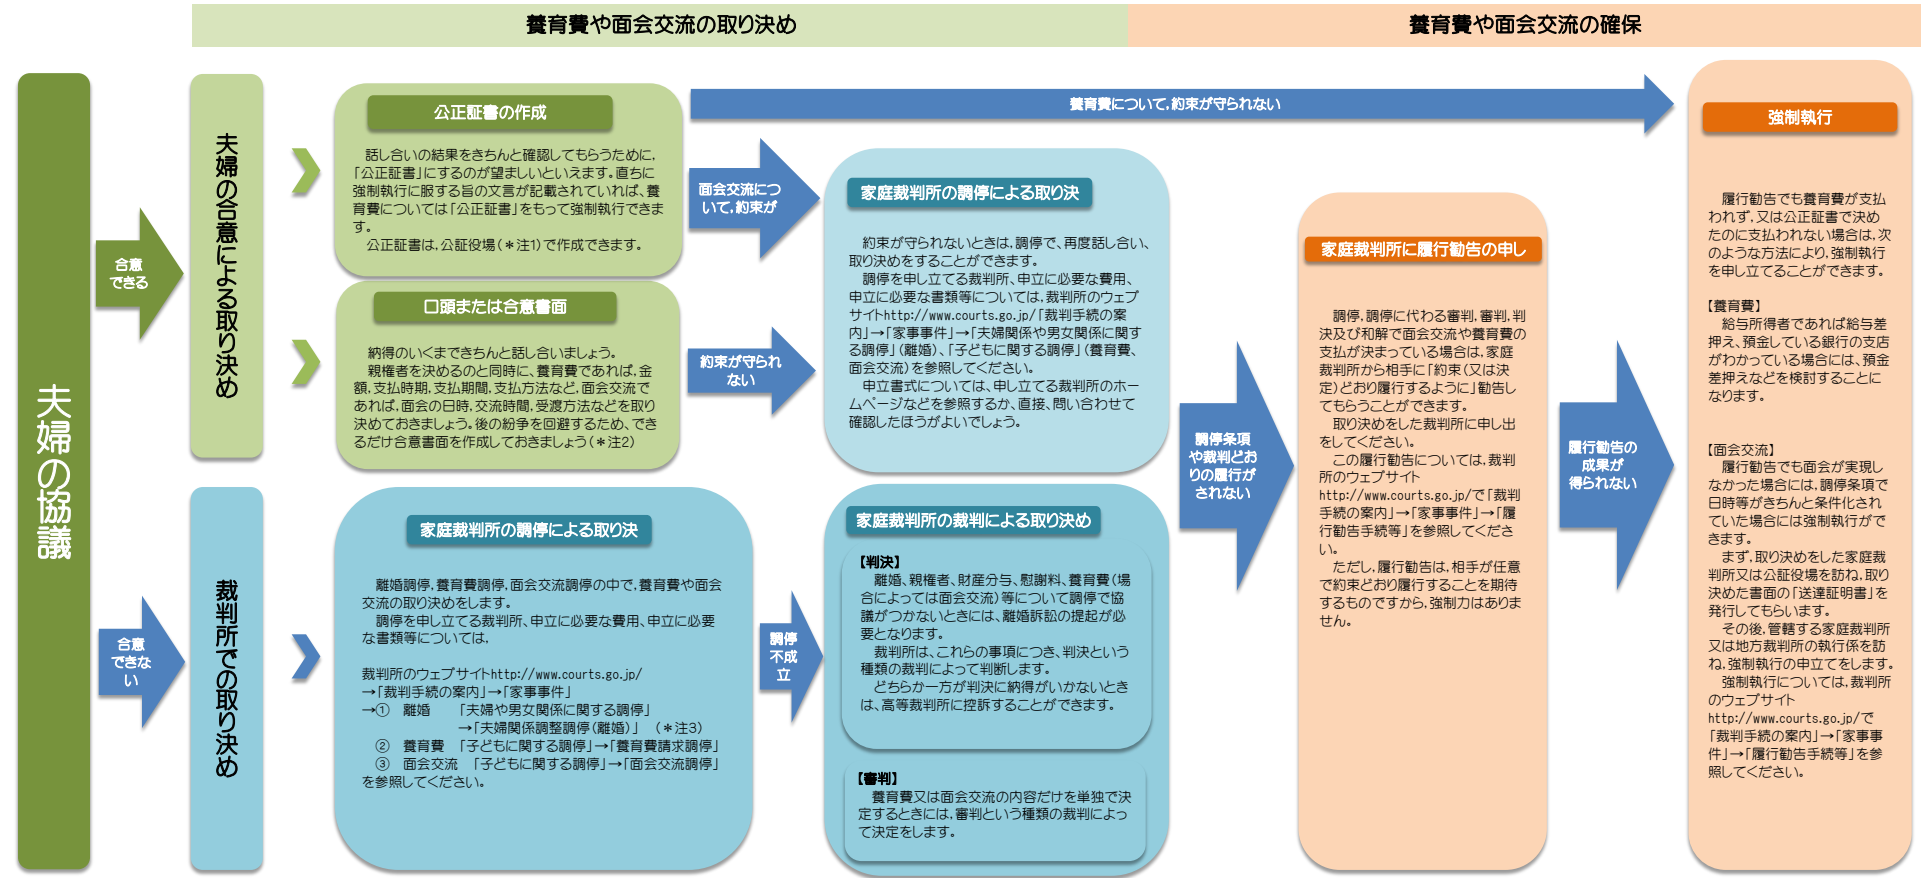 養育費や面会交流の取り決め
養育費や面会交流の確保
夫婦の協議
合意
できる
合意
できな
い
夫婦の合意による取り決め
裁判所での取り決め
公正証書の作成
話し合いの結果をきちんと確認してもらうために,
「公正証書」にするのが望ましいといえます。直ちに
強制執行に服する旨の文言が記載されていれば、養
育費については「公正証書」をもって強制執行できま
す。
公正証書は,公証役場(＊注1)で作成できます。
口頭または合意書面
納得のいくまできちんと話し合いましょう。
親権者を決めるのと同時に、養育費であれば,金
額,支払時期,支払期間,支払方法など,面会交流で
あれば,面会の日時,交流時間,受渡方法などを取り
決めておきましょう。後の紛争を回避するため、でき
るだけ合意書面を作成しておきましょう(＊注2)
養育費について,約束が守られない
面会交流につ
いて,約束が
約束が守られ
ない
家庭裁判所の調停による取り決
約束が守られないときは,調停で、再度話し合い、
取り決めをすることができます。
調停を申し立てる裁判所、申立に必要な費用、
申立に必要な書類等については,裁判所のウェブ
サイトhttp://www.courts.go.jp/「裁判手続の案
内」→「家事事件」→「夫婦関係や男女関係に関す
る調停」(離婚)、「子どもに関する調停」(養育費、
面会交流)を参照してください。
申立書式については、申し立てる裁判所のホー
ムページなどを参照するか、直接、問い合わせて
確認したほうがよいでしょう。
家庭裁判所の調停による取り決
離婚調停,養育費調停,面会交流調停の中で,養育費や面会
交流の取り決めをします。
調停を申し立てる裁判所、申立に必要な費用、申立に必要
な書類等については,
裁判所のウェブサイトhttp://www.courts.go.jp/
→「裁判手続の案内」→「家事事件」
→① 離婚 「夫婦や男女関係に関する調停」
→「夫婦関係調整調停(離婚)」 (＊注3)
② 養育費 「子どもに関する調停」→「養育費請求調停」
③ 面会交流 「子どもに関する調停」→「面会交流調停」
を参照してください。
調停
不成
立
家庭裁判所の裁判による取り決め
【判決】
離婚、親権者、財産分与、慰謝料、養育費(場
合によっては面会交流)等について調停で協
議がつかないときには、離婚訴訟の提起が必
要となります。
裁判所は、これらの事項につき、判決という
種類の裁判によって判断します。
どちらか一方が判決に納得がいかないとき
は、高等裁判所に控訴することができます。
【審判】
養育費又は面会交流の内容だけを単独で決
定するときには、審判という種類の裁判によっ
て決定をします。
調停条項
や裁判どお
りの履行が
されない
家庭裁判所に履行勧告の申し
調停,調停に代わる審判,審判,判
決及び和解で面会交流や養育費の
支払が決まっている場合は,家庭
裁判所から相手に「約束(又は決
定)どおり履行するように」勧告し
てもらうことができます。
取り決めをした裁判所に申し出
をしてください。
この履行勧告については,裁判
所のウェブサイト
http://www.courts.go.jp/で「裁判
手続の案内」→「家事事件」→「履
行勧告手続等」を参照してくださ
い。
ただし,履行勧告は,相手が任意
で約束どおり履行することを期待
するものですから,強制力はありま
せん。
履行勧告の
成果が
得られない
強制執行
履行勧告でも養育費が支払
われず,又は公正証書で決め
たのに支払われない場合は,次
のような方法により,強制執行
を申し立てることができます。
【養育費】
給与所得者であれば給与差
押え、預金している銀行の支店
がわかっている場合には、預金
差押えなどを検討することに
なります。
【面会交流】
履行勧告でも面会が実現し
なかった場合には,調停条項で
日時等がきちんと条件化され
ていた場合には強制執行がで
きます。
まず,取り決めをした家庭裁
判所又は公証役場を訪ね,取り
決めた書面の「送達証明書」を
発行してもらいます。
その後,管轄する家庭裁判所
又は地方裁判所の執行係を訪
ね,強制執行の申立てをします。
強制執行については,裁判所
のウェブサイト
http://www.courts.go.jp/で
「裁判手続の案内」→「家事事
件」→「履行勧告手続等」を参
照してください。